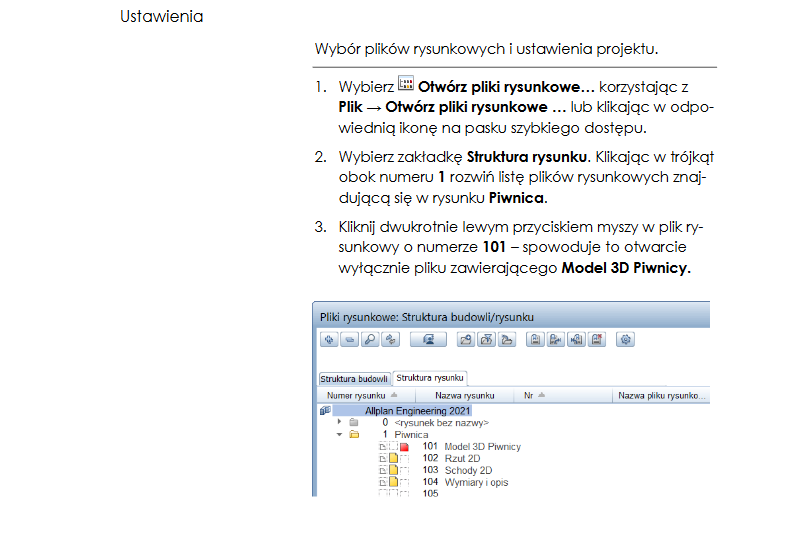 Ustawienia
Wybór plików rysunkowych i ustawienia projektu.
1. Wybierz Otwórz pliki rysunkowe… korzystając z
Plik → Otwórz pliki rysunkowe … lub klikając w odpo-
wiednią ikonę na pasku szybkiego dostępu.
2. Wybierz zakładkę Struktura rysunku. Klikając w trójkąt
obok numeru 1 rozwiń listę plików rysunkowych znaj-
dującą się w rysunku Piwnica.
3. Kliknij dwukrotnie lewym przyciskiem myszy w plik ry-
sunkowy o numerze 101 – spowoduje to otwarcie
wyłącznie pliku zawierającego Model 3D Piwnicy.
Pliki rysunkowe: Struktura budowli/rysunku
Struktura budowli Struktura rysunku
Numer rysunku Nazwa rysunku Nr Nazwa pliku rysunko...
Allplan Engineering 2021
0 <rysunek bez nazwy>
1 Piwnica
101 Model 3D Piwnicy
102 Rzut 2D
103 Schody 2D
104 Wymiary i opis
105